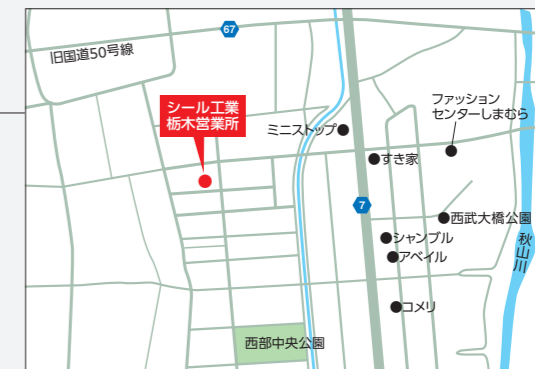 67
旧国道50号線
シール工業
栃木営業所
ミニストップ
ファッション
センターしまむら
すき家
7
西武大橋公園
シャンブル
アベイル
秋山川
コメリ
西部中央公園